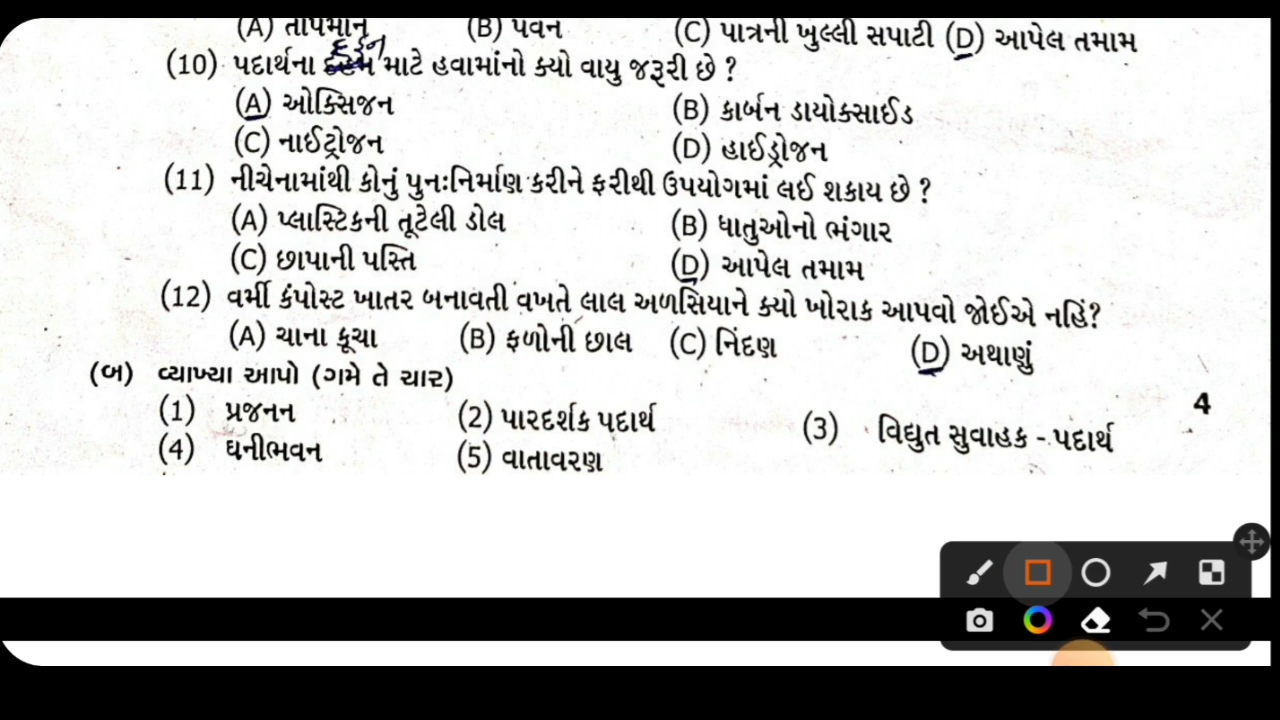 (A) તાપમાન (B) પવન (C) પાત્રની ખુલ્લી સપાટી (D) આપેલ તમામ
દહન
(10) પદાર્થના માટે હવામાંનો ક્યો વાયુ જરૂરી છે ?
(A) ઓક્સિજન (B) કાર્બન ડાયોક્સાઈડ
(C) નાઈટ્રોજન (D) હાઈડ્રોજન
(11) નીચેનામાંથી કોનું પુનઃનિર્માણ કરીને ફરીથી ઉપયોગમાં લઈ શકાય છે ?
(A) પ્લાસ્ટિકની તૂટેલી ડોલ (B) ધાતુઓનો ભંગાર
(C) છાપાની પસ્તિ (D) આપેલ તમામ
(12) વર્મી કંપોસ્ટ ખાતર બનાવતી વખતે લાલ અળસિયાને ક્યો ખોરાક આપવો જોઈએ નહિં?
(A) ચાના કૂચા (B) ફળોની છાલ (C) નિંદણ (D) અથાણું
(બ) વ્યાખ્યા આપો (ગમે તે ચાર) 4
(1) પ્રજનન (2) પારદર્શક પદાર્થ (3) વિદ્યુત સુવાહક - પદાર્થ
(4) ઘનીભવન (5) વાતાવરણ